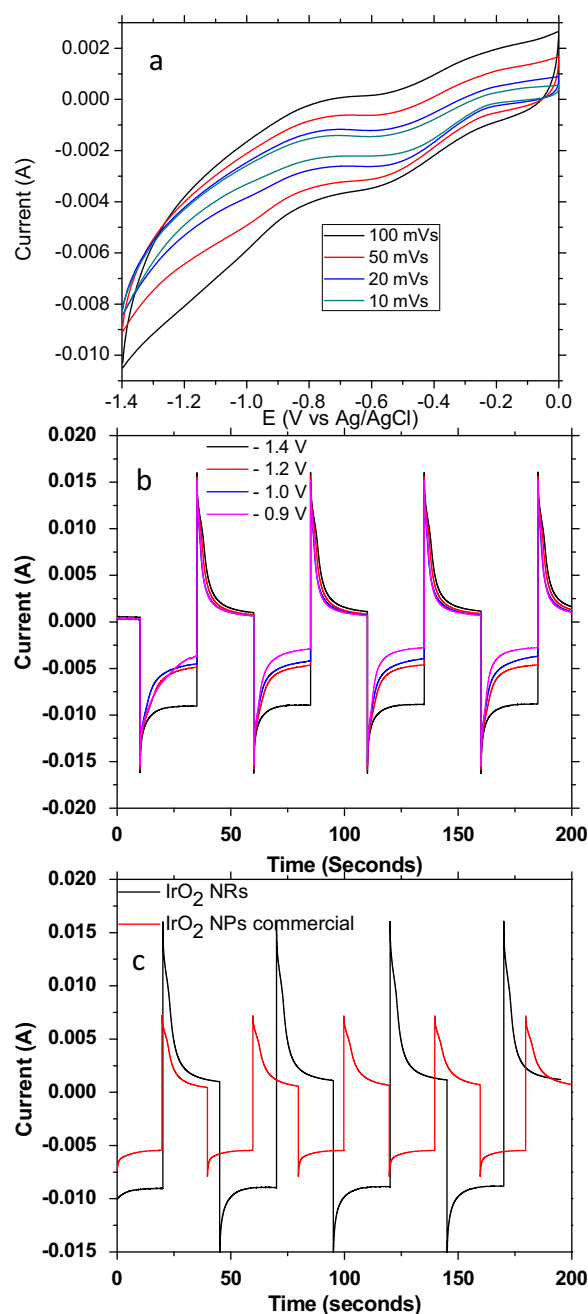 a
0.002
0.000
-0.002
-0.004
-0.006
-0.008
-0.010
Current (A)
100 mVs
50 mVs
20 mVs
10 mVs
-1.4 -1.2 -1.0 -0.8 -0.6 -0.4 -0.2 0.0
E (V vs Ag/AgCl)
b
0.020
0.015
0.010
0.005
0.000
-0.005
-0.010
-0.015
-0.020
Current (A)
- 1.4 V
- 1.2 V
- 1.0 V
- 0.9 V
0 50 100 150 200
Time (Seconds)
c
0.020
0.015
0.010
0.005
0.000
-0.005
-0.010
-0.015
Current (A)
IrO2 NRs
IrO2 NPs commercial
0 50 100 150 200
Time (seconds)